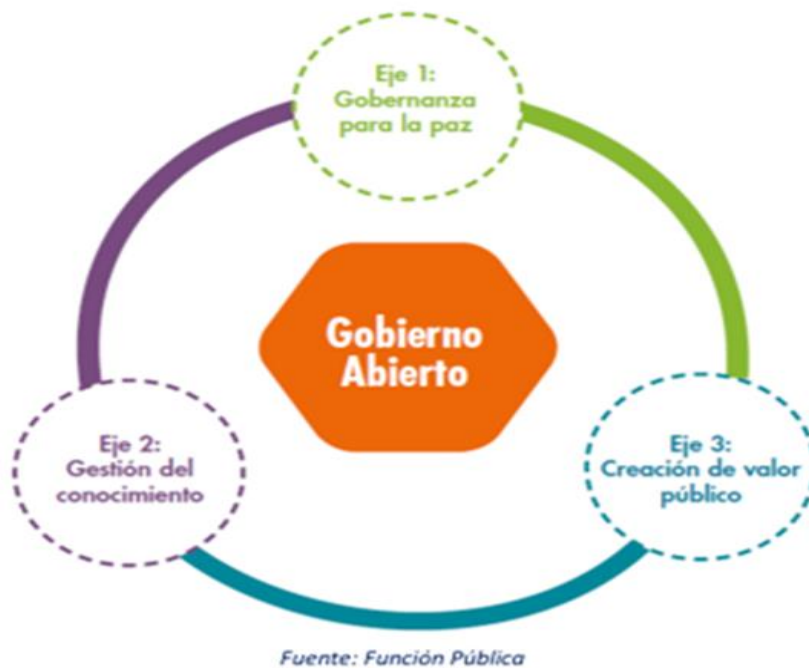 Eje 1:
Gobernanza
para la paz
Gobierno
Abierto
Eje 2:
Gestión del
conocimiento
Eje 3:
Creación de valor
público
Fuente: Función Pública